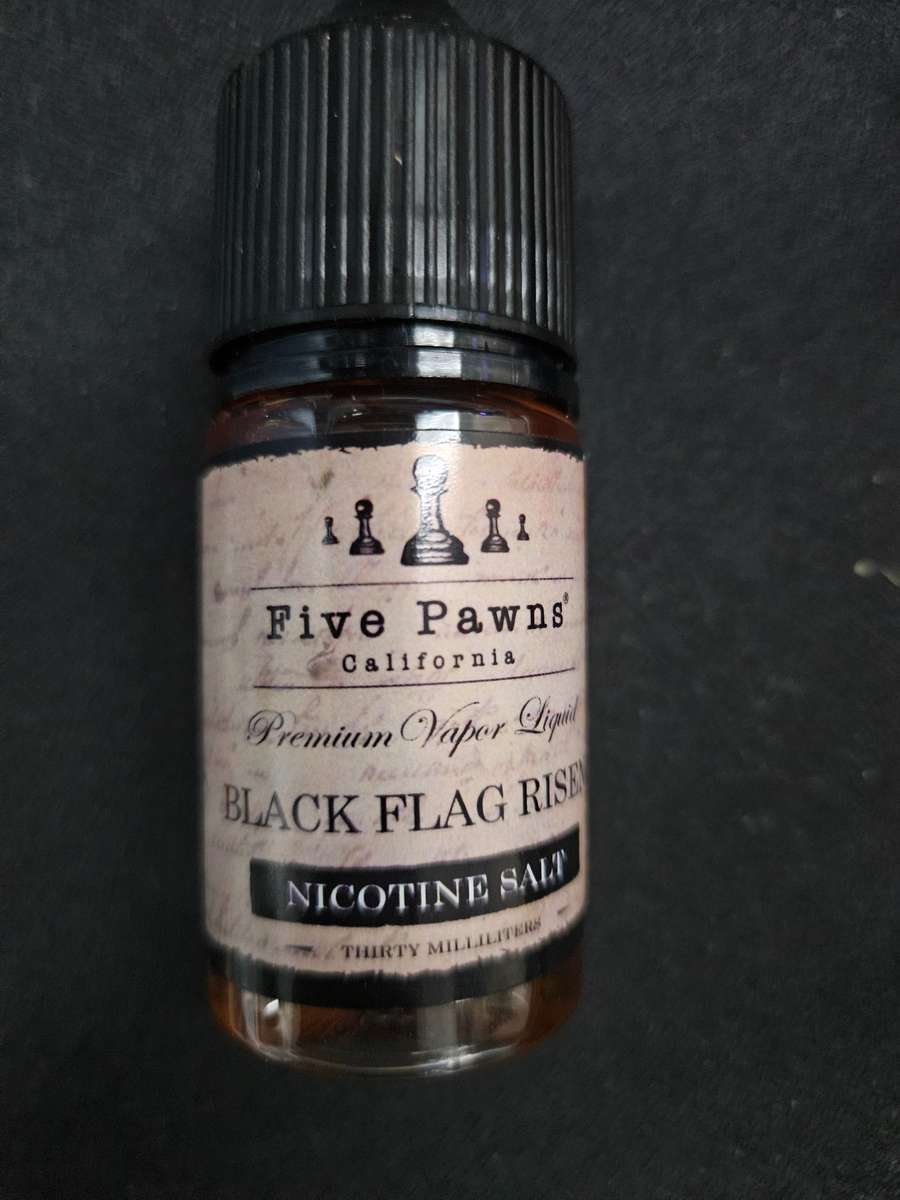 Five Pawns®
California
Premium Vapor Liquid
BLACK FLAG RISEN
NICOTINE SALT
THIRTY MILLILITERS